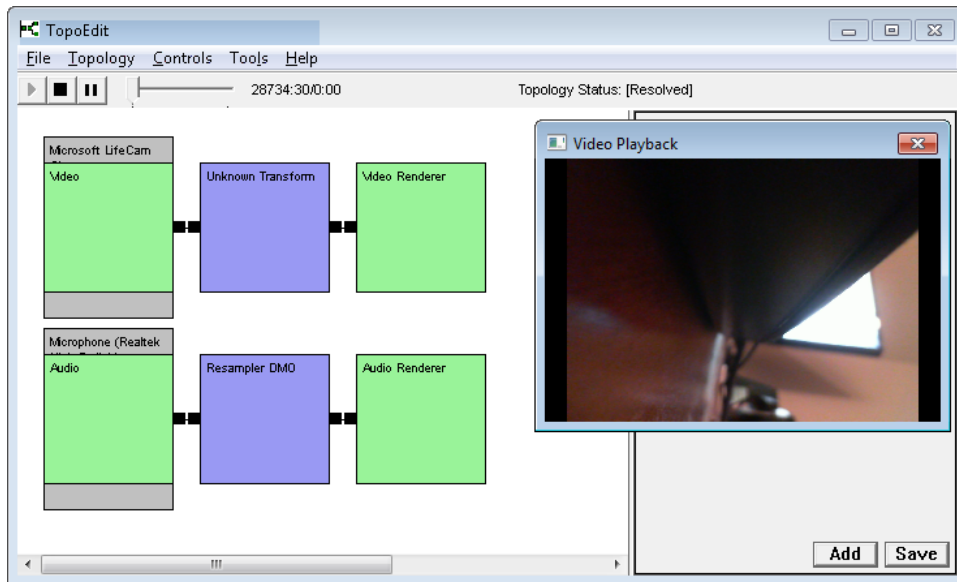 TopoEdit
File Topology Controls Tools Help
28734:30/0:00 Topology Status: [Resolved]
Video Playback
Microsoft LifeCam
Video
Unknown Transform
Video Renderer
Microphone (Realtek
Audio
Resampler DMO
Audio Renderer
Add Save